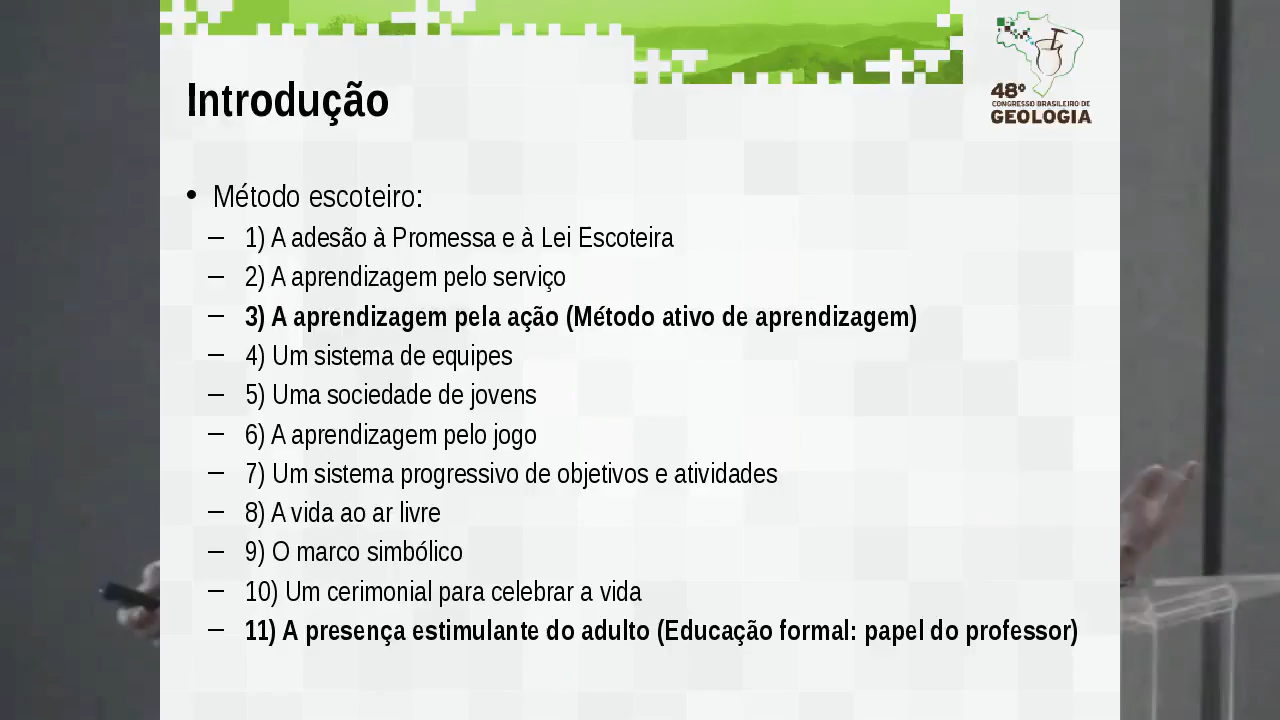 48º
CONGRESSO BRASILEIRO DE
GEOLOGIA
Introdução
• Método escoteiro:
– 1) A adesão à Promessa e à Lei Escoteira
– 2) A aprendizagem pelo serviço
– 3) A aprendizagem pela ação (Método ativo de aprendizagem)
– 4) Um sistema de equipes
– 5) Uma sociedade de jovens
– 6) A aprendizagem pelo jogo
– 7) Um sistema progressivo de objetivos e atividades
– 8) A vida ao ar livre
– 9) O marco simbólico
– 10) Um cerimonial para celebrar a vida
– 11) A presença estimulante do adulto (Educação formal: papel do professor)